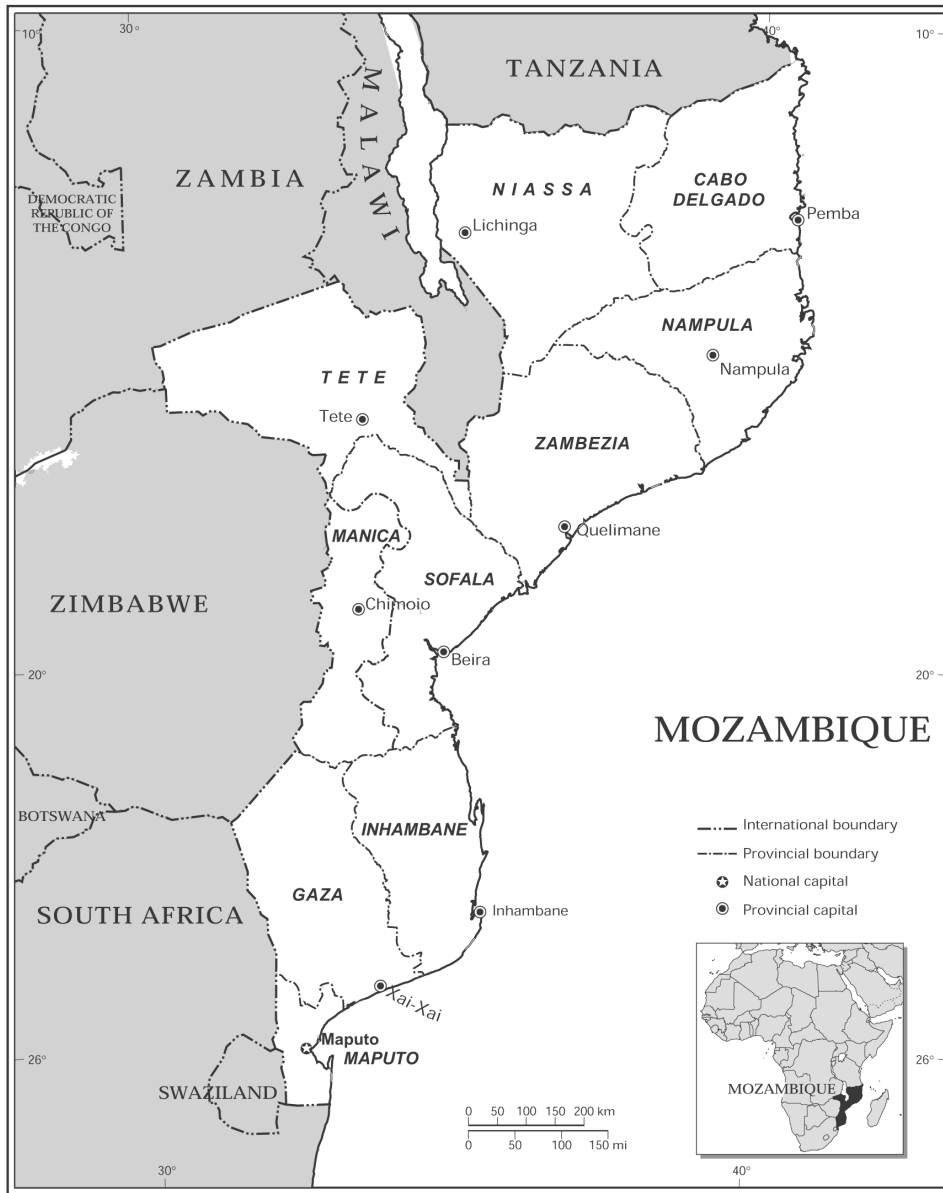 10°
30°
40°
10°
TANZANIA
MALAWI
ZAMBIA
DEMOCRATIC
REPUBLIC OF
THE CONGO
NIASSA
CABO
DELGADO
Lichinga
Pemba
NAMPULA
Nampula
TETE
Tete
ZAMBEZIA
Quelimane
MANICA
SOFALA
Chimoio
ZIMBABWE
Beira
20°
20°
MOZAMBIQUE
BOTSWANA
INHAMBANE
GAZA
SOUTH AFRICA
Inhambane
International boundary
Provincial boundary
National capital
Provincial capital
Xai-Xai
Maputo
MAPUTO
26°
26°
SWAZILAND
MOZAMBIQUE
0 50 100 150 200 km
0 50 100 150 mi
30°
40°